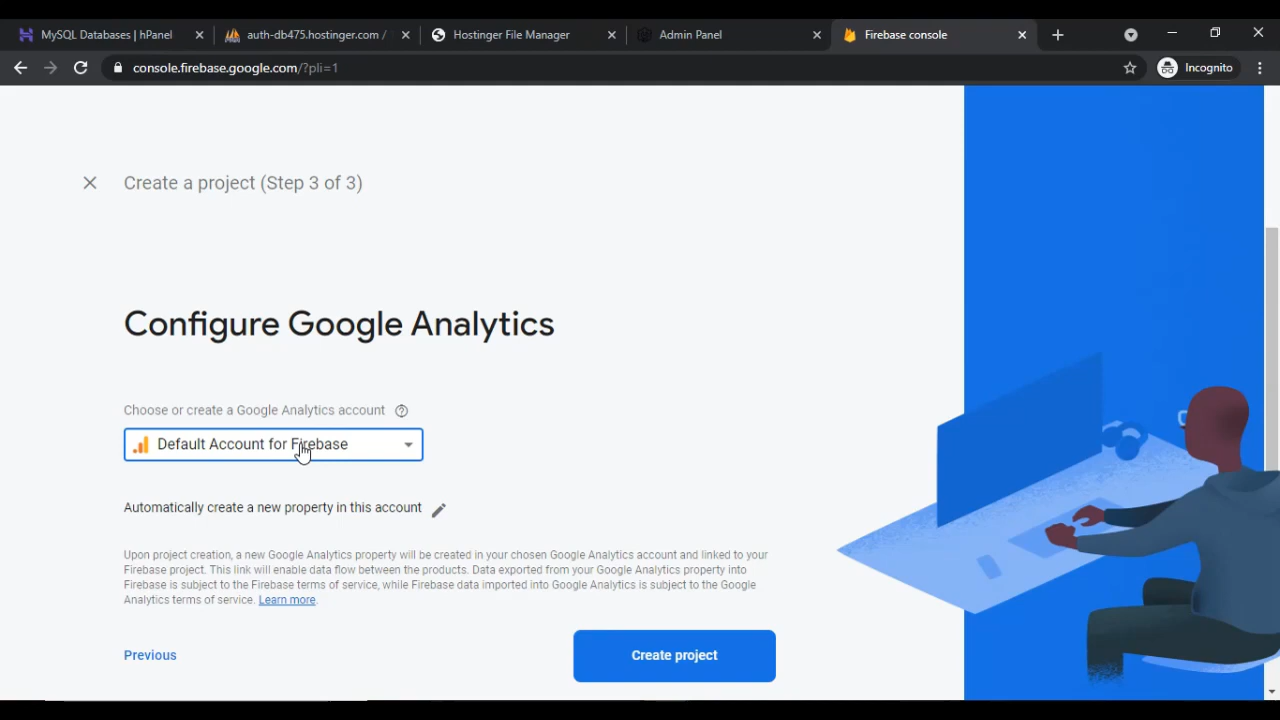 MySQL Databases | hPanel
auth-db475.hostinger.com /
Hostinger File Manager
Admin Panel
Firebase console
console.firebase.google.com/?pli=1
Incognito
Create a project (Step 3 of 3)
Configure Google Analytics
Choose or create a Google Analytics account
Default Account for Firebase
Automatically create a new property in this account
Upon project creation, a new Google Analytics property will be created in your chosen Google Analytics account and linked to your
Firebase project. This link will enable data flow between the products. Data exported from your Google Analytics property into
Firebase is subject to the Firebase terms of service, while Firebase data imported into Google Analytics is subject to the Google
Analytics terms of service. Learn more.
Previous
Create project